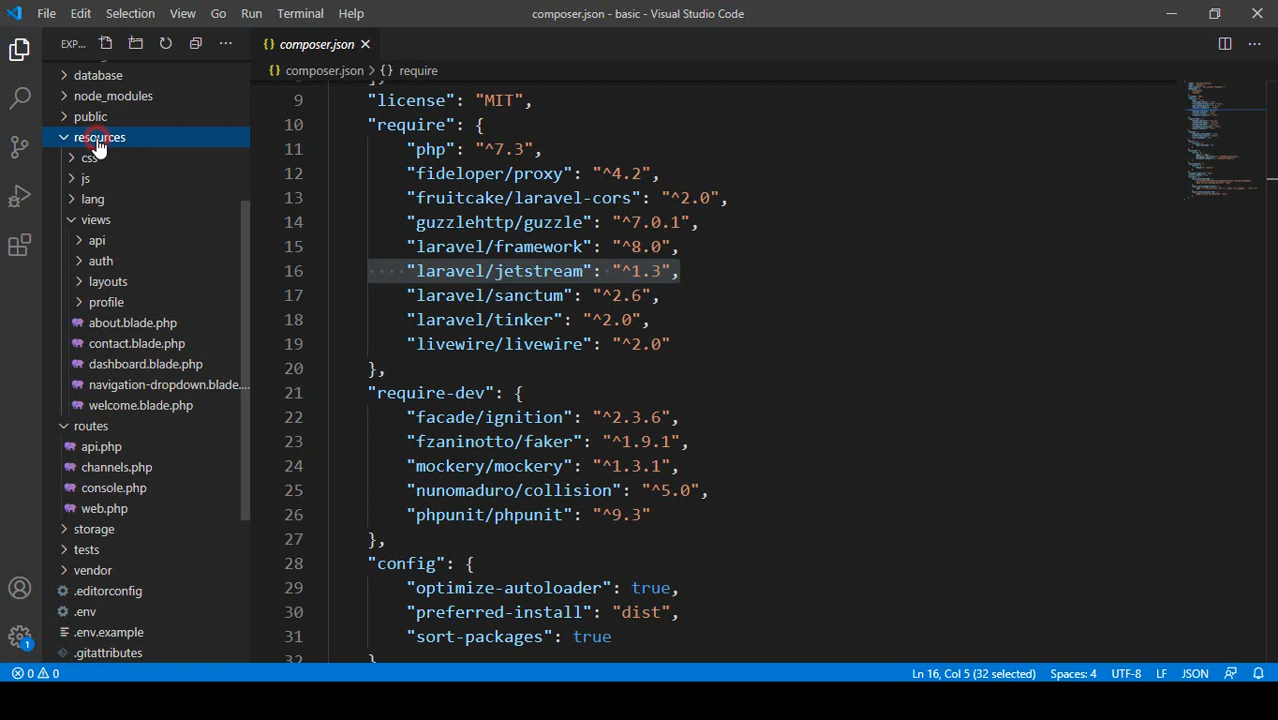 File Edit Selection View Go Run Terminal Help composer.json - basic - Visual Studio Code
EXP... {} composer.json
{} composer.json > {} require
database
node_modules
public
resources
css
js
lang
views
api
auth
layouts
profile
about.blade.php
contact.blade.php
dashboard.blade.php
navigation-dropdown.blade....
welcome.blade.php
routes
api.php
channels.php
console.php
web.php
storage
tests
vendor
.editorconfig
.env
.env.example
.gitattributes
9 "license": "MIT",
10 "require": {
11 "php": "^7.3",
12 "fideloper/proxy": "^4.2",
13 "fruitcake/laravel-cors": "^2.0",
14 "guzzlehttp/guzzle": "^7.0.1",
15 "laravel/framework": "^8.0",
16 "laravel/jetstream": "^1.3",
17 "laravel/sanctum": "^2.6",
18 "laravel/tinker": "^2.0",
19 "livewire/livewire": "^2.0"
20 },
21 "require-dev": {
22 "facade/ignition": "^2.3.6",
23 "fzaninotto/faker": "^1.9.1",
24 "mockery/mockery": "^1.3.1",
25 "nunomaduro/collision": "^5.0",
26 "phpunit/phpunit": "^9.3"
27 },
28 "config": {
29 "optimize-autoloader": true,
30 "preferred-install": "dist",
31 "sort-packages": true
32 }
1
0 0 Ln 16, Col 5 (32 selected) Spaces: 4 UTF-8 LF JSON